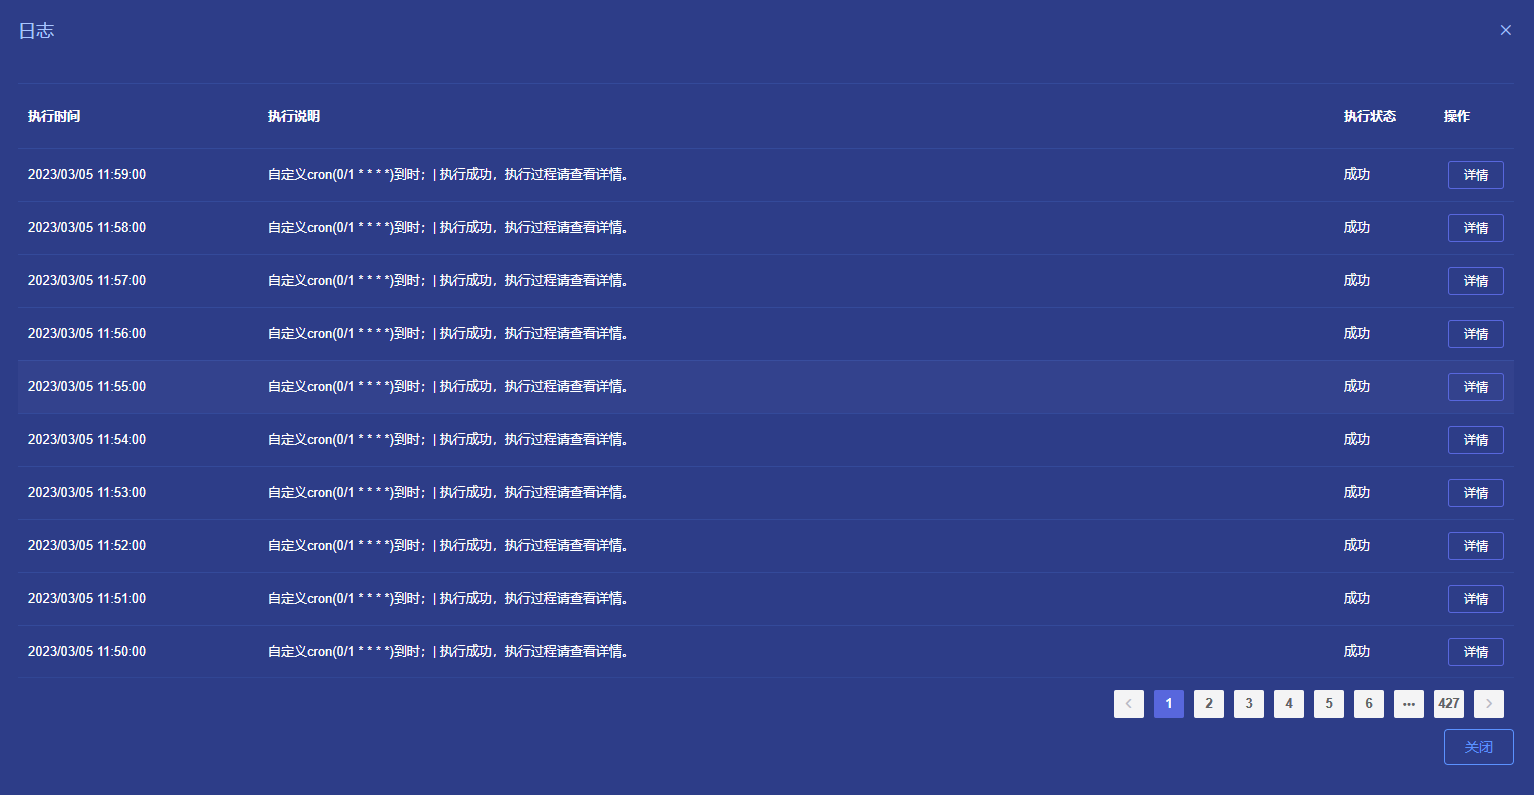 日志
执行时间 执行说明 执行状态 操作
2023/03/05 11:59:00 自定义cron(0/1 * * * *)到时；| 执行成功，执行过程请查看详情。 成功 详情
2023/03/05 11:58:00 自定义cron(0/1 * * * *)到时；| 执行成功，执行过程请查看详情。 成功 详情
2023/03/05 11:57:00 自定义cron(0/1 * * * *)到时；| 执行成功，执行过程请查看详情。 成功 详情
2023/03/05 11:56:00 自定义cron(0/1 * * * *)到时；| 执行成功，执行过程请查看详情。 成功 详情
2023/03/05 11:55:00 自定义cron(0/1 * * * *)到时；| 执行成功，执行过程请查看详情。 成功 详情
2023/03/05 11:54:00 自定义cron(0/1 * * * *)到时；| 执行成功，执行过程请查看详情。 成功 详情
2023/03/05 11:53:00 自定义cron(0/1 * * * *)到时；| 执行成功，执行过程请查看详情。 成功 详情
2023/03/05 11:52:00 自定义cron(0/1 * * * *)到时；| 执行成功，执行过程请查看详情。 成功 详情
2023/03/05 11:51:00 自定义cron(0/1 * * * *)到时；| 执行成功，执行过程请查看详情。 成功 详情
2023/03/05 11:50:00 自定义cron(0/1 * * * *)到时；| 执行成功，执行过程请查看详情。 成功 详情
1 2 3 4 5 6 ··· 427
关闭